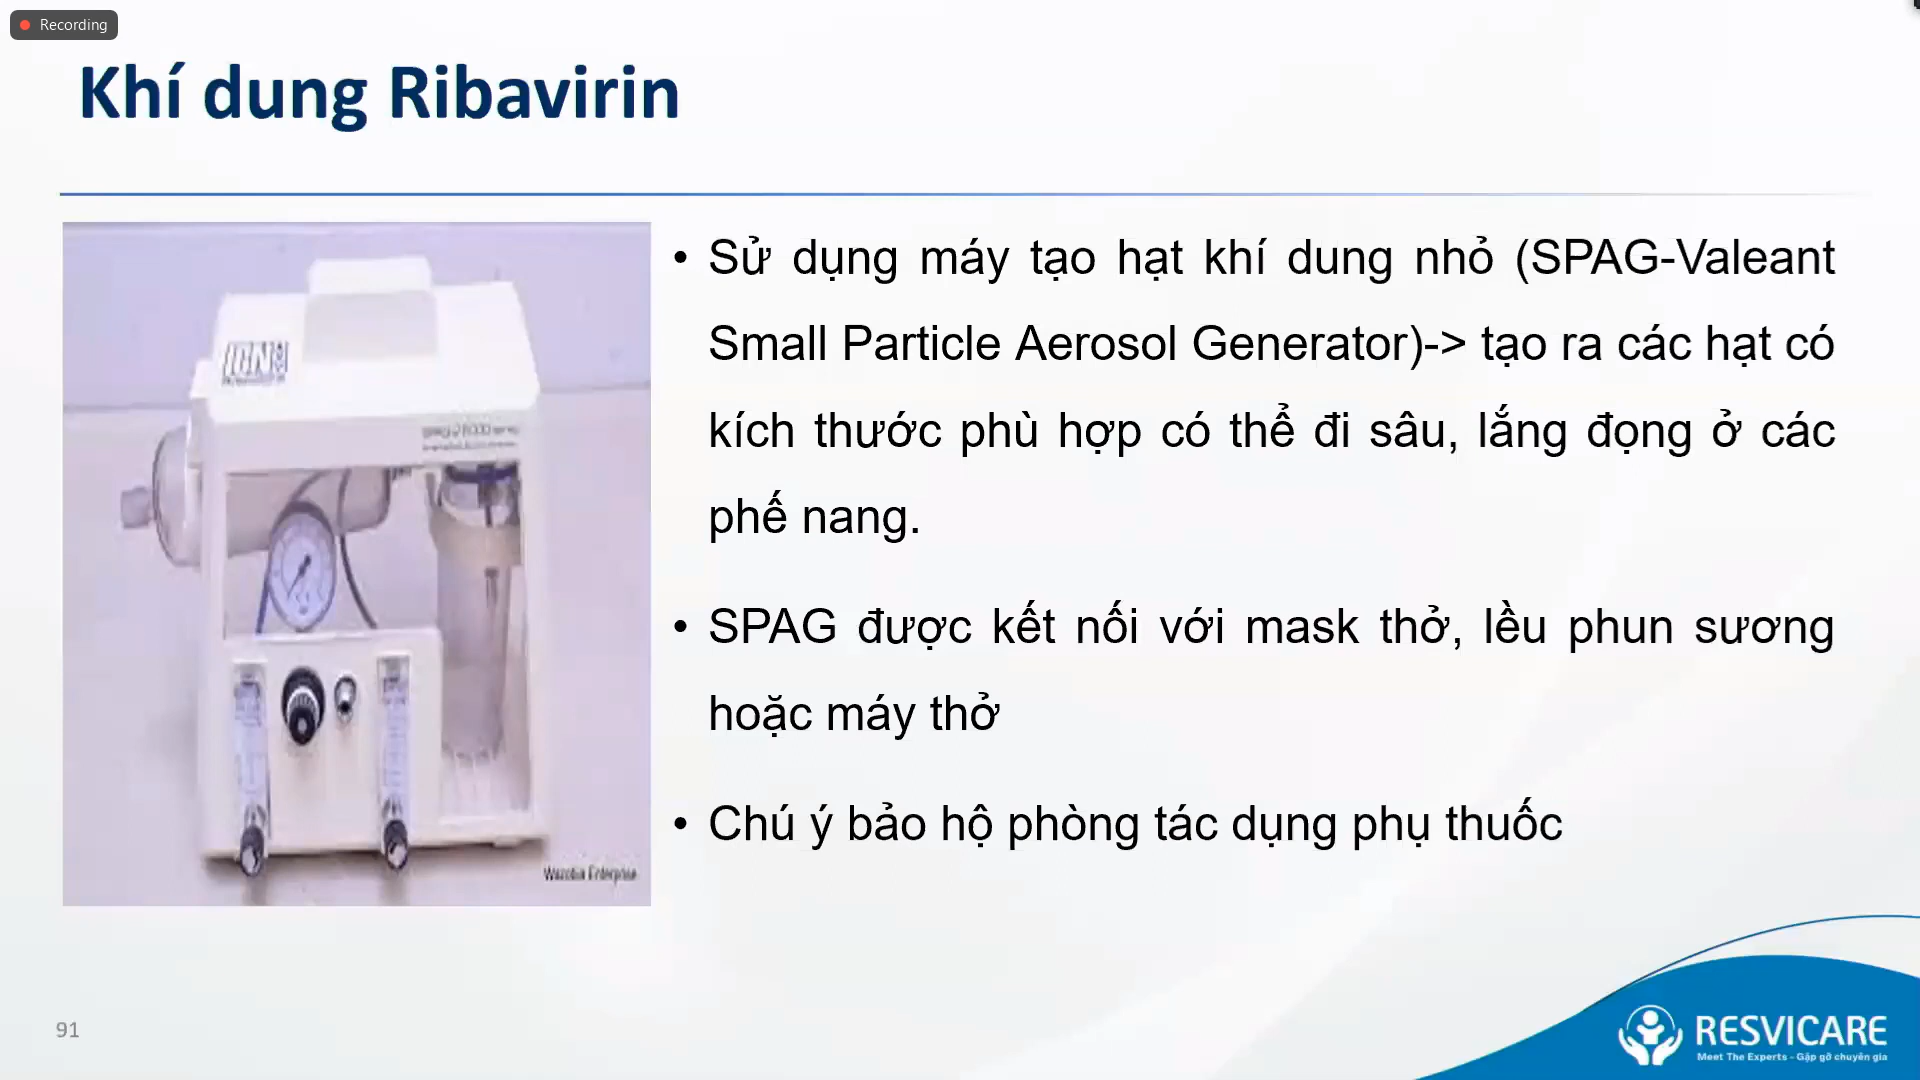 Recording
Khí dung Ribavirin
• Sử dụng máy tạo hạt khí dung nhỏ (SPAG-Valeant
Small Particle Aerosol Generator)-> tạo ra các hạt có
kích thước phù hợp có thể đi sâu, lắng đọng ở các
phế nang.
• SPAG được kết nối với mask thở, lều phun sương
hoặc máy thở
• Chú ý bảo hộ phòng tác dụng phụ thuốc
ICN
Wazobia Enterprise
91
RESVICARE
Meet The Experts - Gặp gỡ chuyên gia